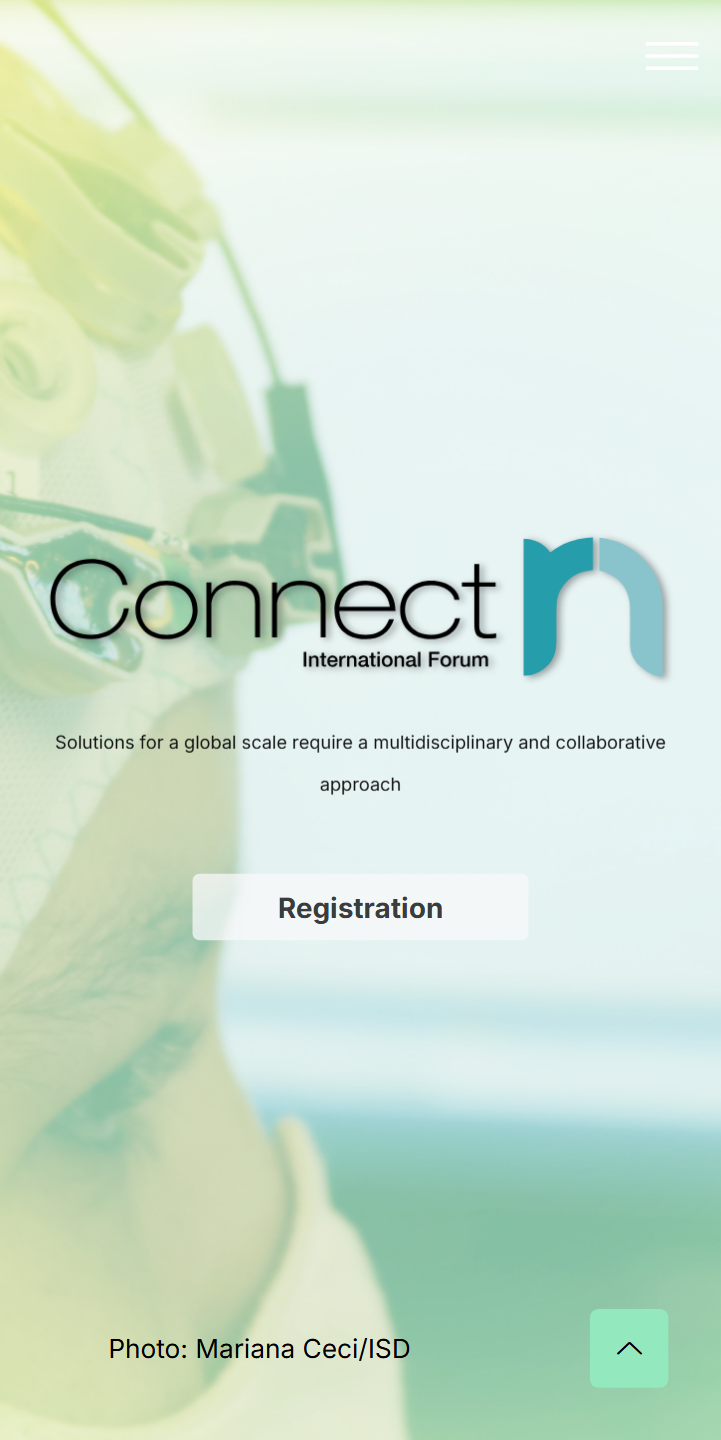 Connect n
International Forum
Solutions for a global scale require a multidisciplinary and collaborative
approach
Registration
Photo: Mariana Ceci/ISD